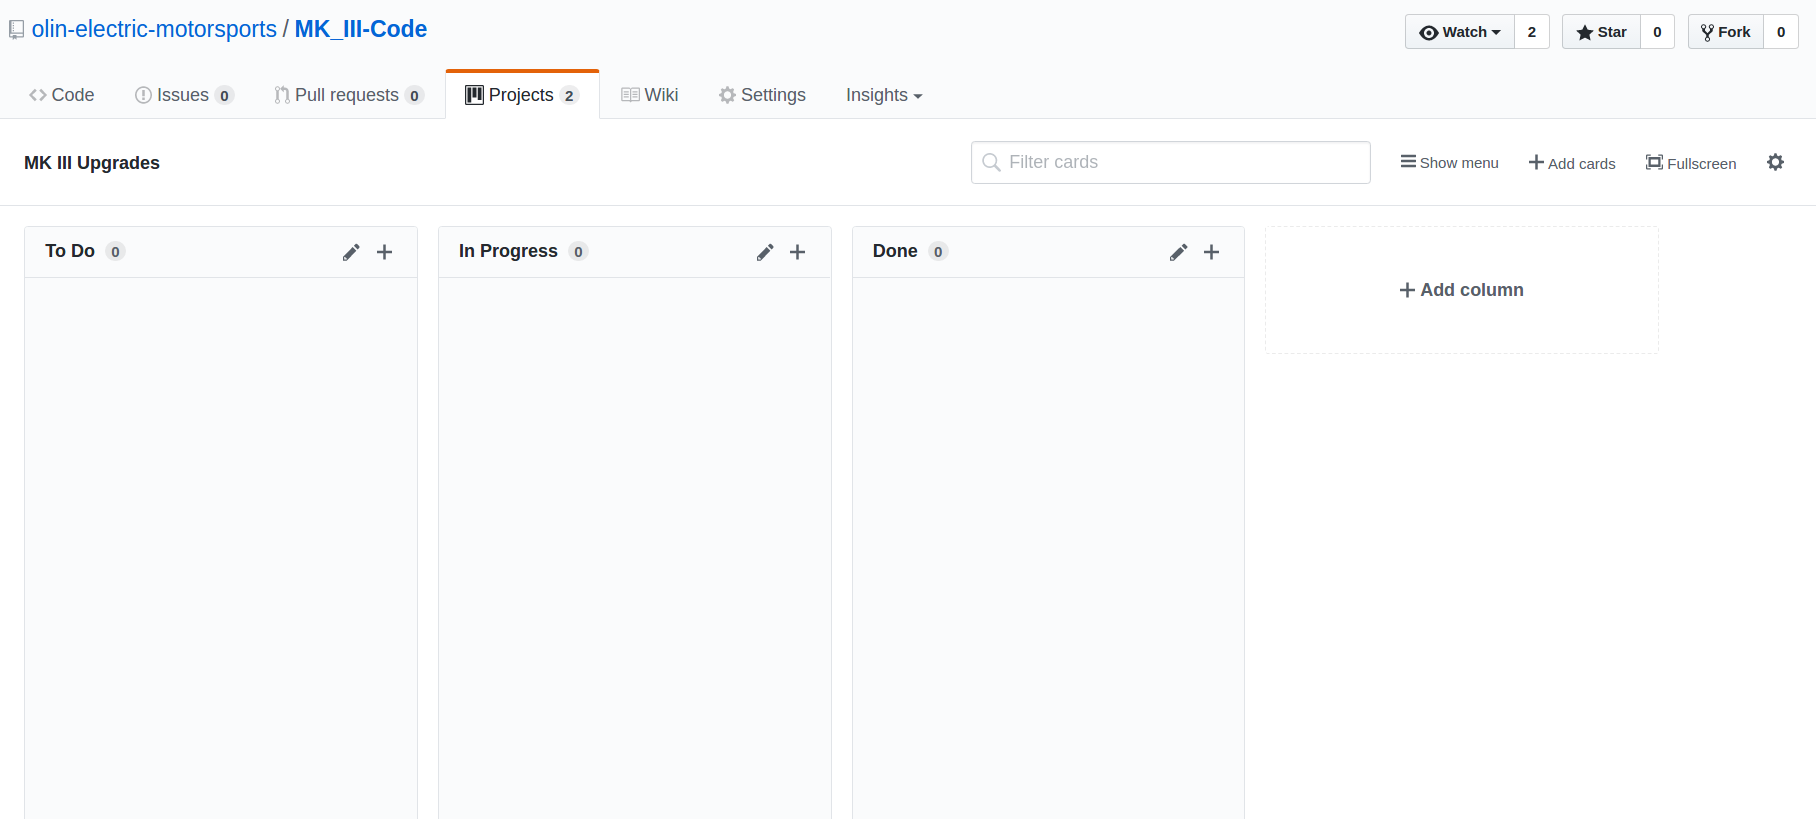 olin-electric-motorsports / MK_III-Code
Watch 2 Star 0 Fork 0
Code Issues 0 Pull requests 0 Projects 2 Wiki Settings Insights
MK III Upgrades Filter cards Show menu Add cards Fullscreen
To Do 0 In Progress 0 Done 0
Add column